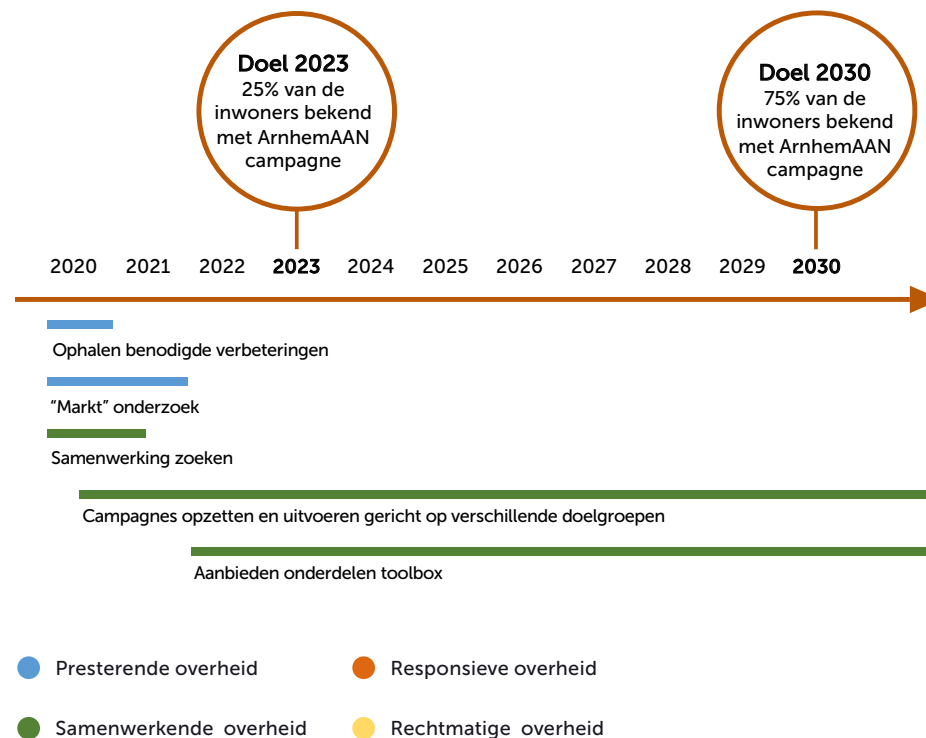 Doel 2023
25% van de
inwoners bekend
met ArnhemAAN
campagne
Doel 2030
75% van de
inwoners bekend
met ArnhemAAN
campagne
2020 2021 2022 2023 2024 2025 2026 2027 2028 2029 2030
Ophalen benodigde verbeteringen
“Markt” onderzoek
Samenwerking zoeken
Campagnes opzetten en uitvoeren gericht op verschillende doelgroepen
Aanbieden onderdelen toolbox
Presterende overheid
Responsieve overheid
Samenwerkende overheid
Rechtmatige overheid